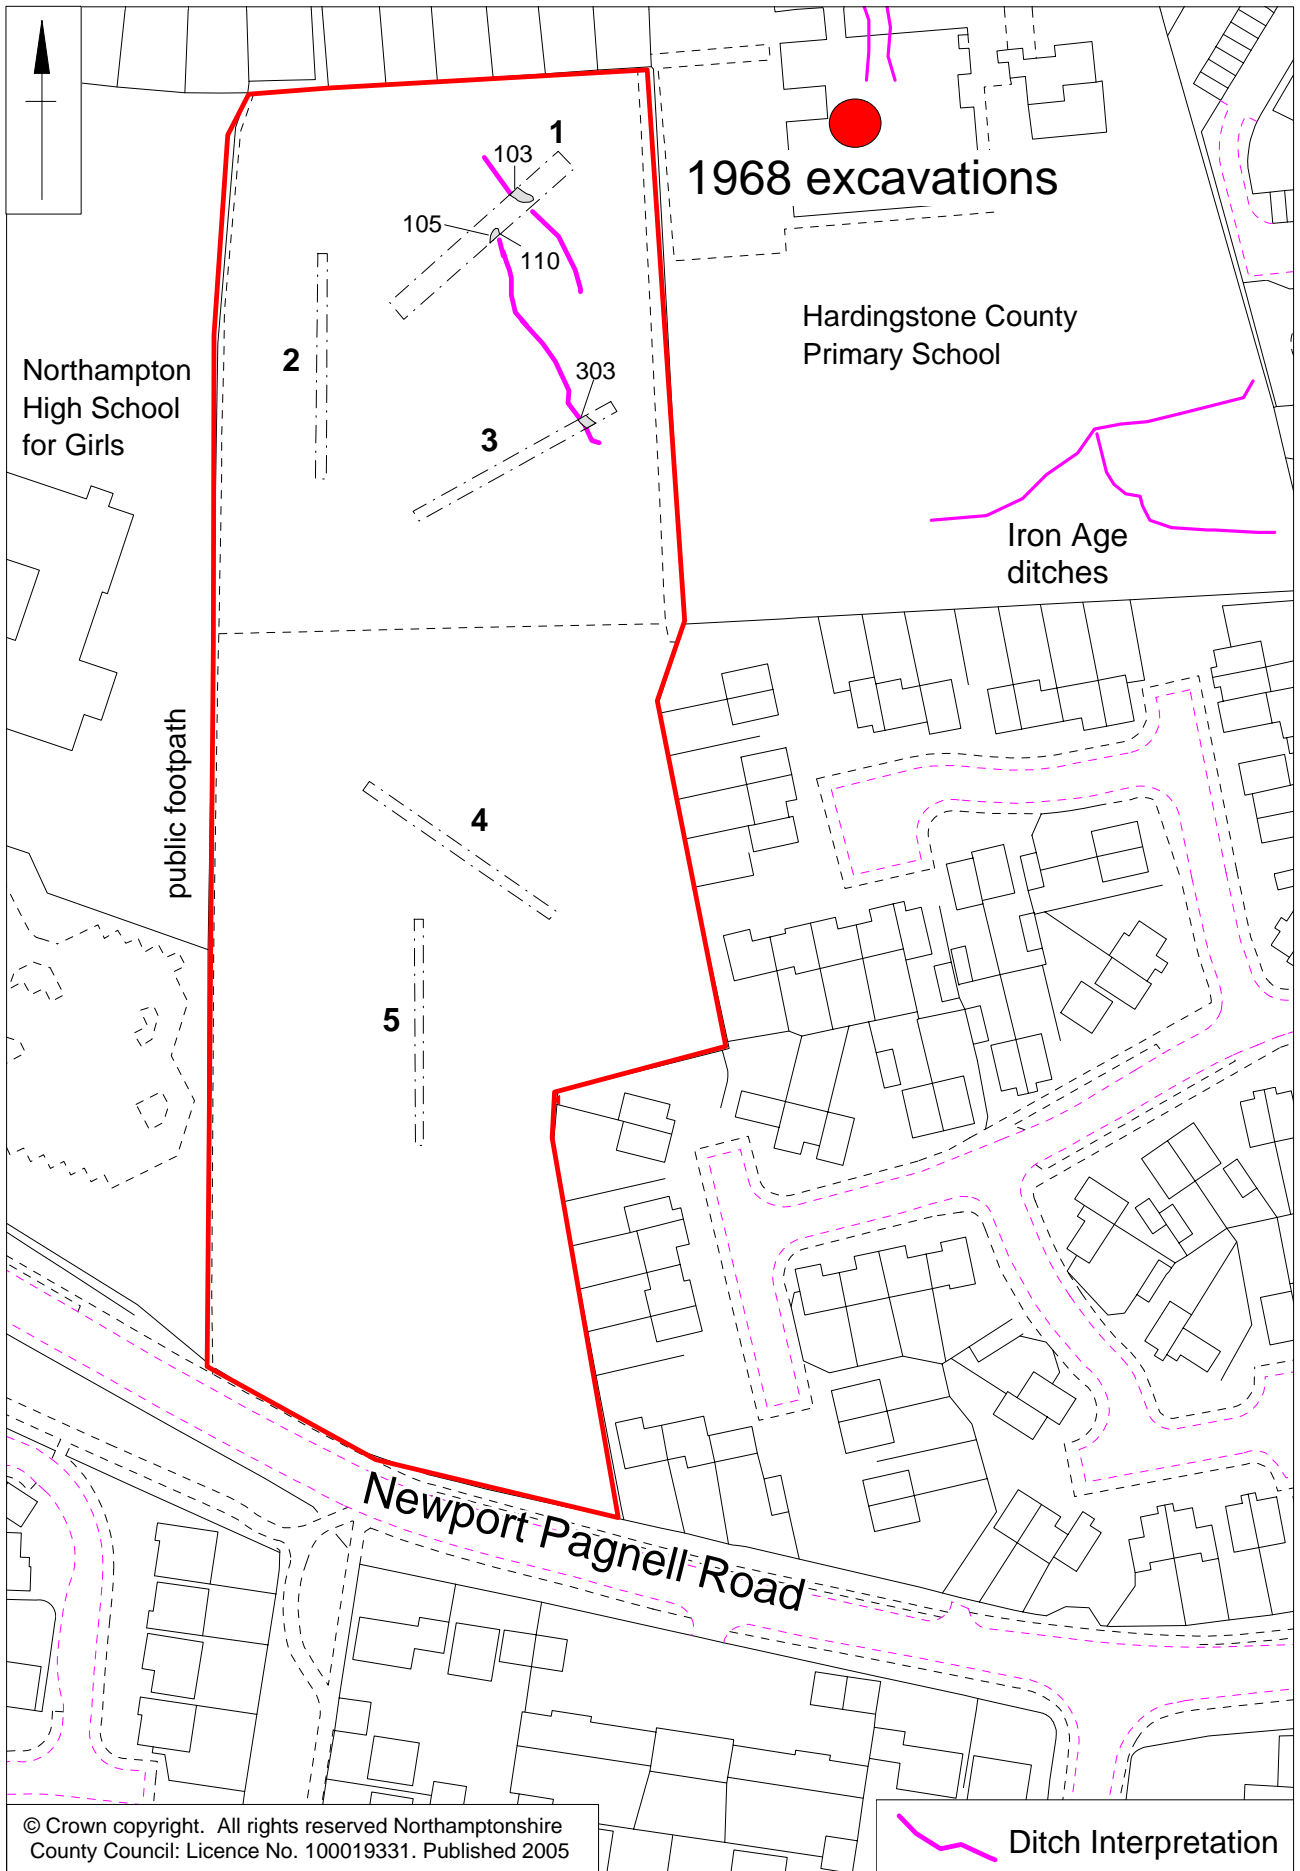 1
103
1968 excavations
105
110
Hardingstone County
Primary School
2
Northampton
High School
for Girls
303
3
Iron Age
ditches
public footpath
4
5
Newport Pagnell Road
© Crown copyright. All rights reserved Northamptonshire
County Council: Licence No. 100019331. Published 2005
Ditch Interpretation